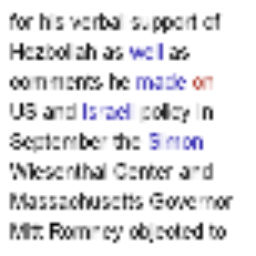 for his verbal support of
Hezbollah as well as
comments he made on
US and Israeli policy in
September the Simon
Wiesenthal Center and
Massachusetts Governor
Mitt Romney objected to